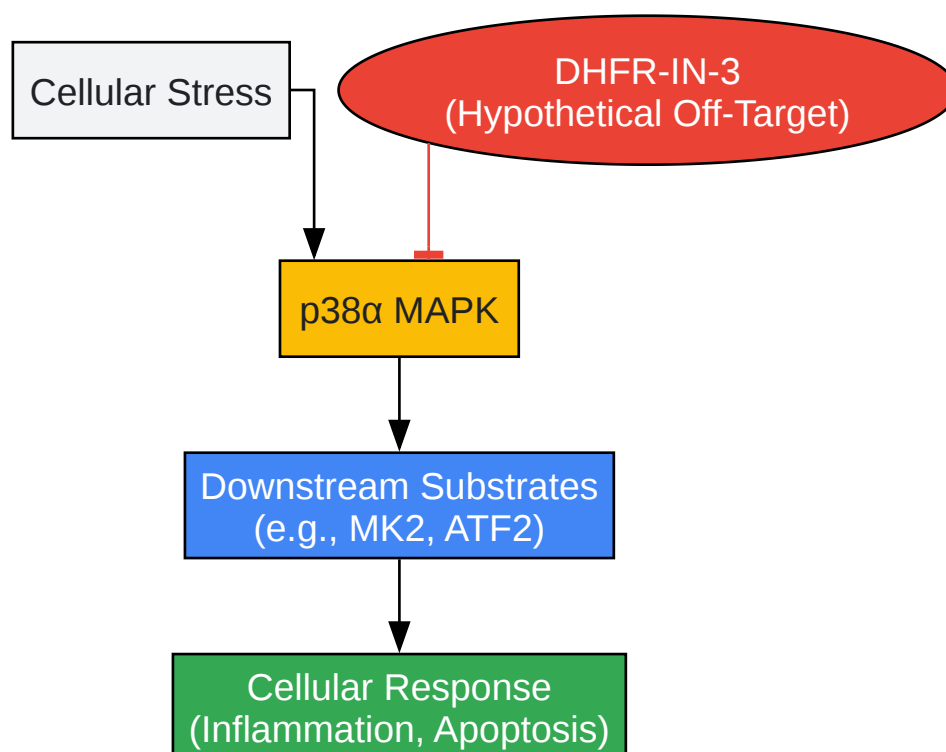 Cellular Stress
DHFR-IN-3
(Hypothetical Off-Target)
p38α MAPK
Downstream Substrates
(e.g., MK2, ATF2)
Cellular Response
(Inflammation, Apoptosis)